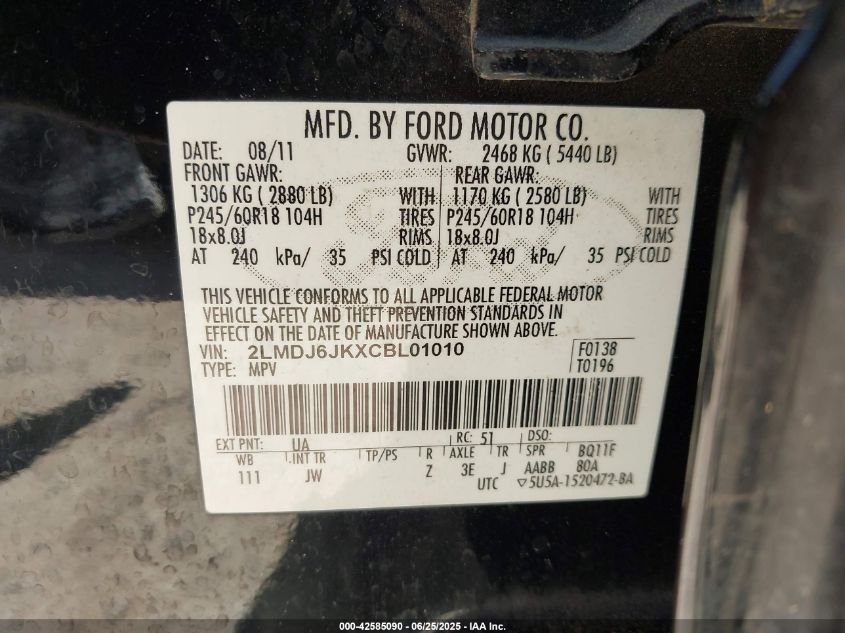 MFD. BY FORD MOTOR CO.
DATE: 08/11 GVWR: 2468 KG ( 5440 LB)
FRONT GAWR: REAR GAWR:
1306 KG ( 2880 LB) WITH 1170 KG ( 2580 LB) WITH
P245/60R18 104H TIRES P245/60R18 104H TIRES
18x8.0J RIMS 18x8.0J RIMS
AT 240 kPa/ 35 PSI COLD AT 240 kPa/ 35 PSI COLD
THIS VEHICLE CONFORMS TO ALL APPLICABLE FEDERAL MOTOR
VEHICLE SAFETY AND THEFT PREVENTION STANDARDS IN
EFFECT ON THE DATE OF MANUFACTURE SHOWN ABOVE.
VIN: 2LMDJ6JKXCBL01010 F0138
TYPE: MPV T0196
EXT PNT: UA RC: 51 DSO:
WB INT TR TP/PS R AXLE TR SPR BQ11F
111 JW Z 3E J AABB 80A
UTC ▽5U5A-1520472-BA
000-42585090 - 06/25/2025 - IAA Inc.